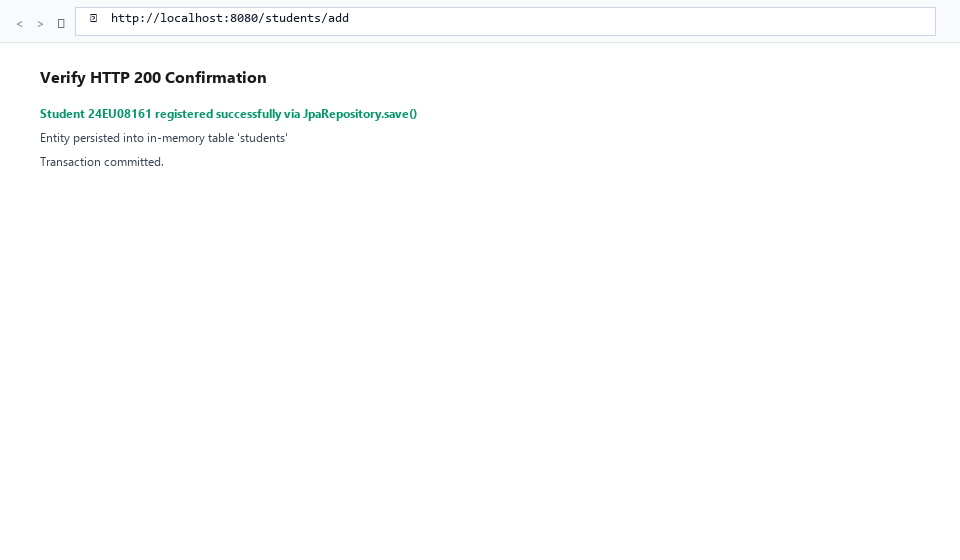 < >
http://localhost:8080/students/add
Verify HTTP 200 Confirmation
Student 24EU08161 registered successfully via JpaRepository.save()
Entity persisted into in-memory table 'students'
Transaction committed.